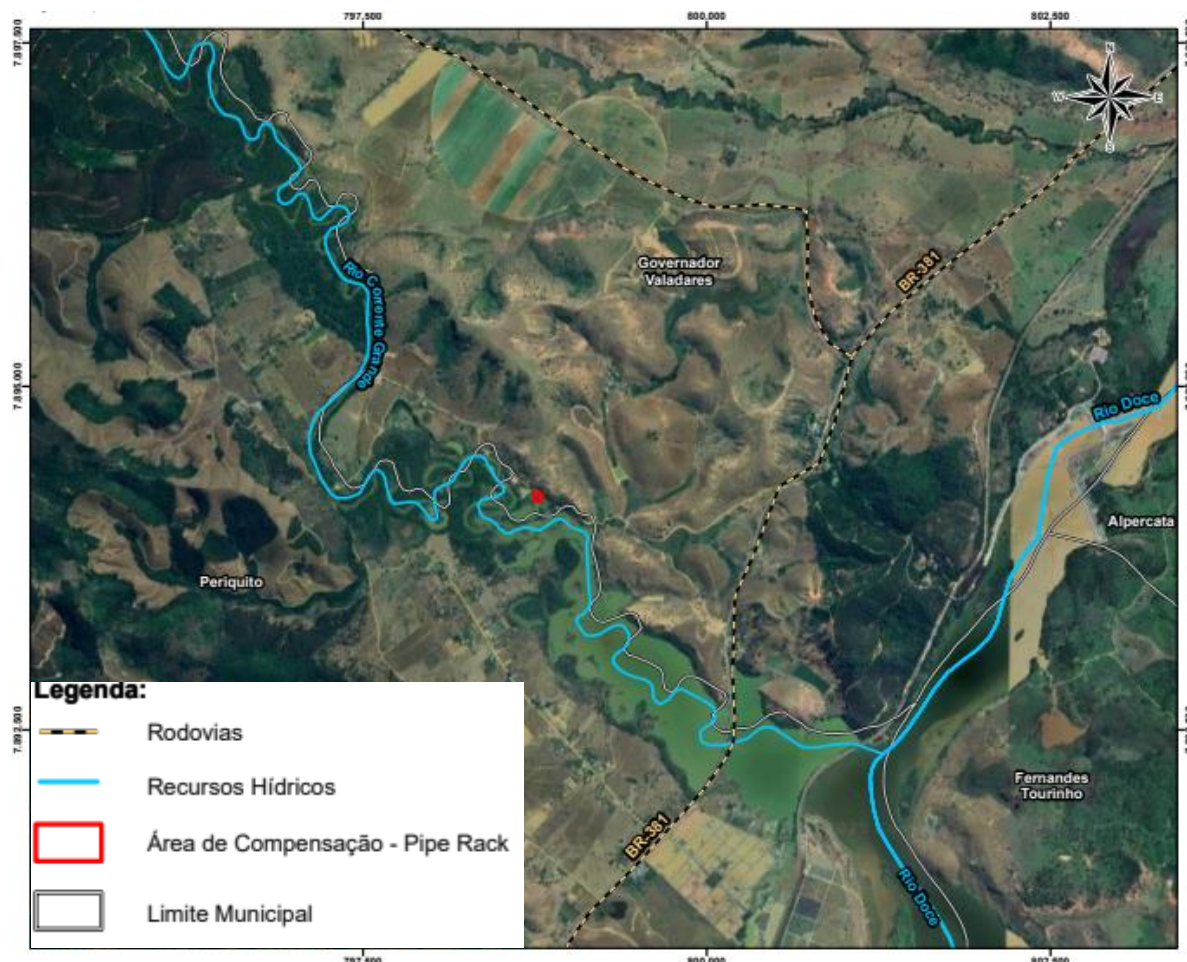 797.500
800.000
802.500
7.897.500
N
W
E
S
Governador
Valadares
BR-381
Rio Corrente Grande
7.895.000
Rio Doce
Alpercata
Periquito
Legenda:
7.892.500
Rodovias
Recursos Hídricos
Fernandes
Tourinho
Área de Compensação - Pipe Rack
BR-381
Rio Doce
Limite Municipal
797.500
800.000
802.500